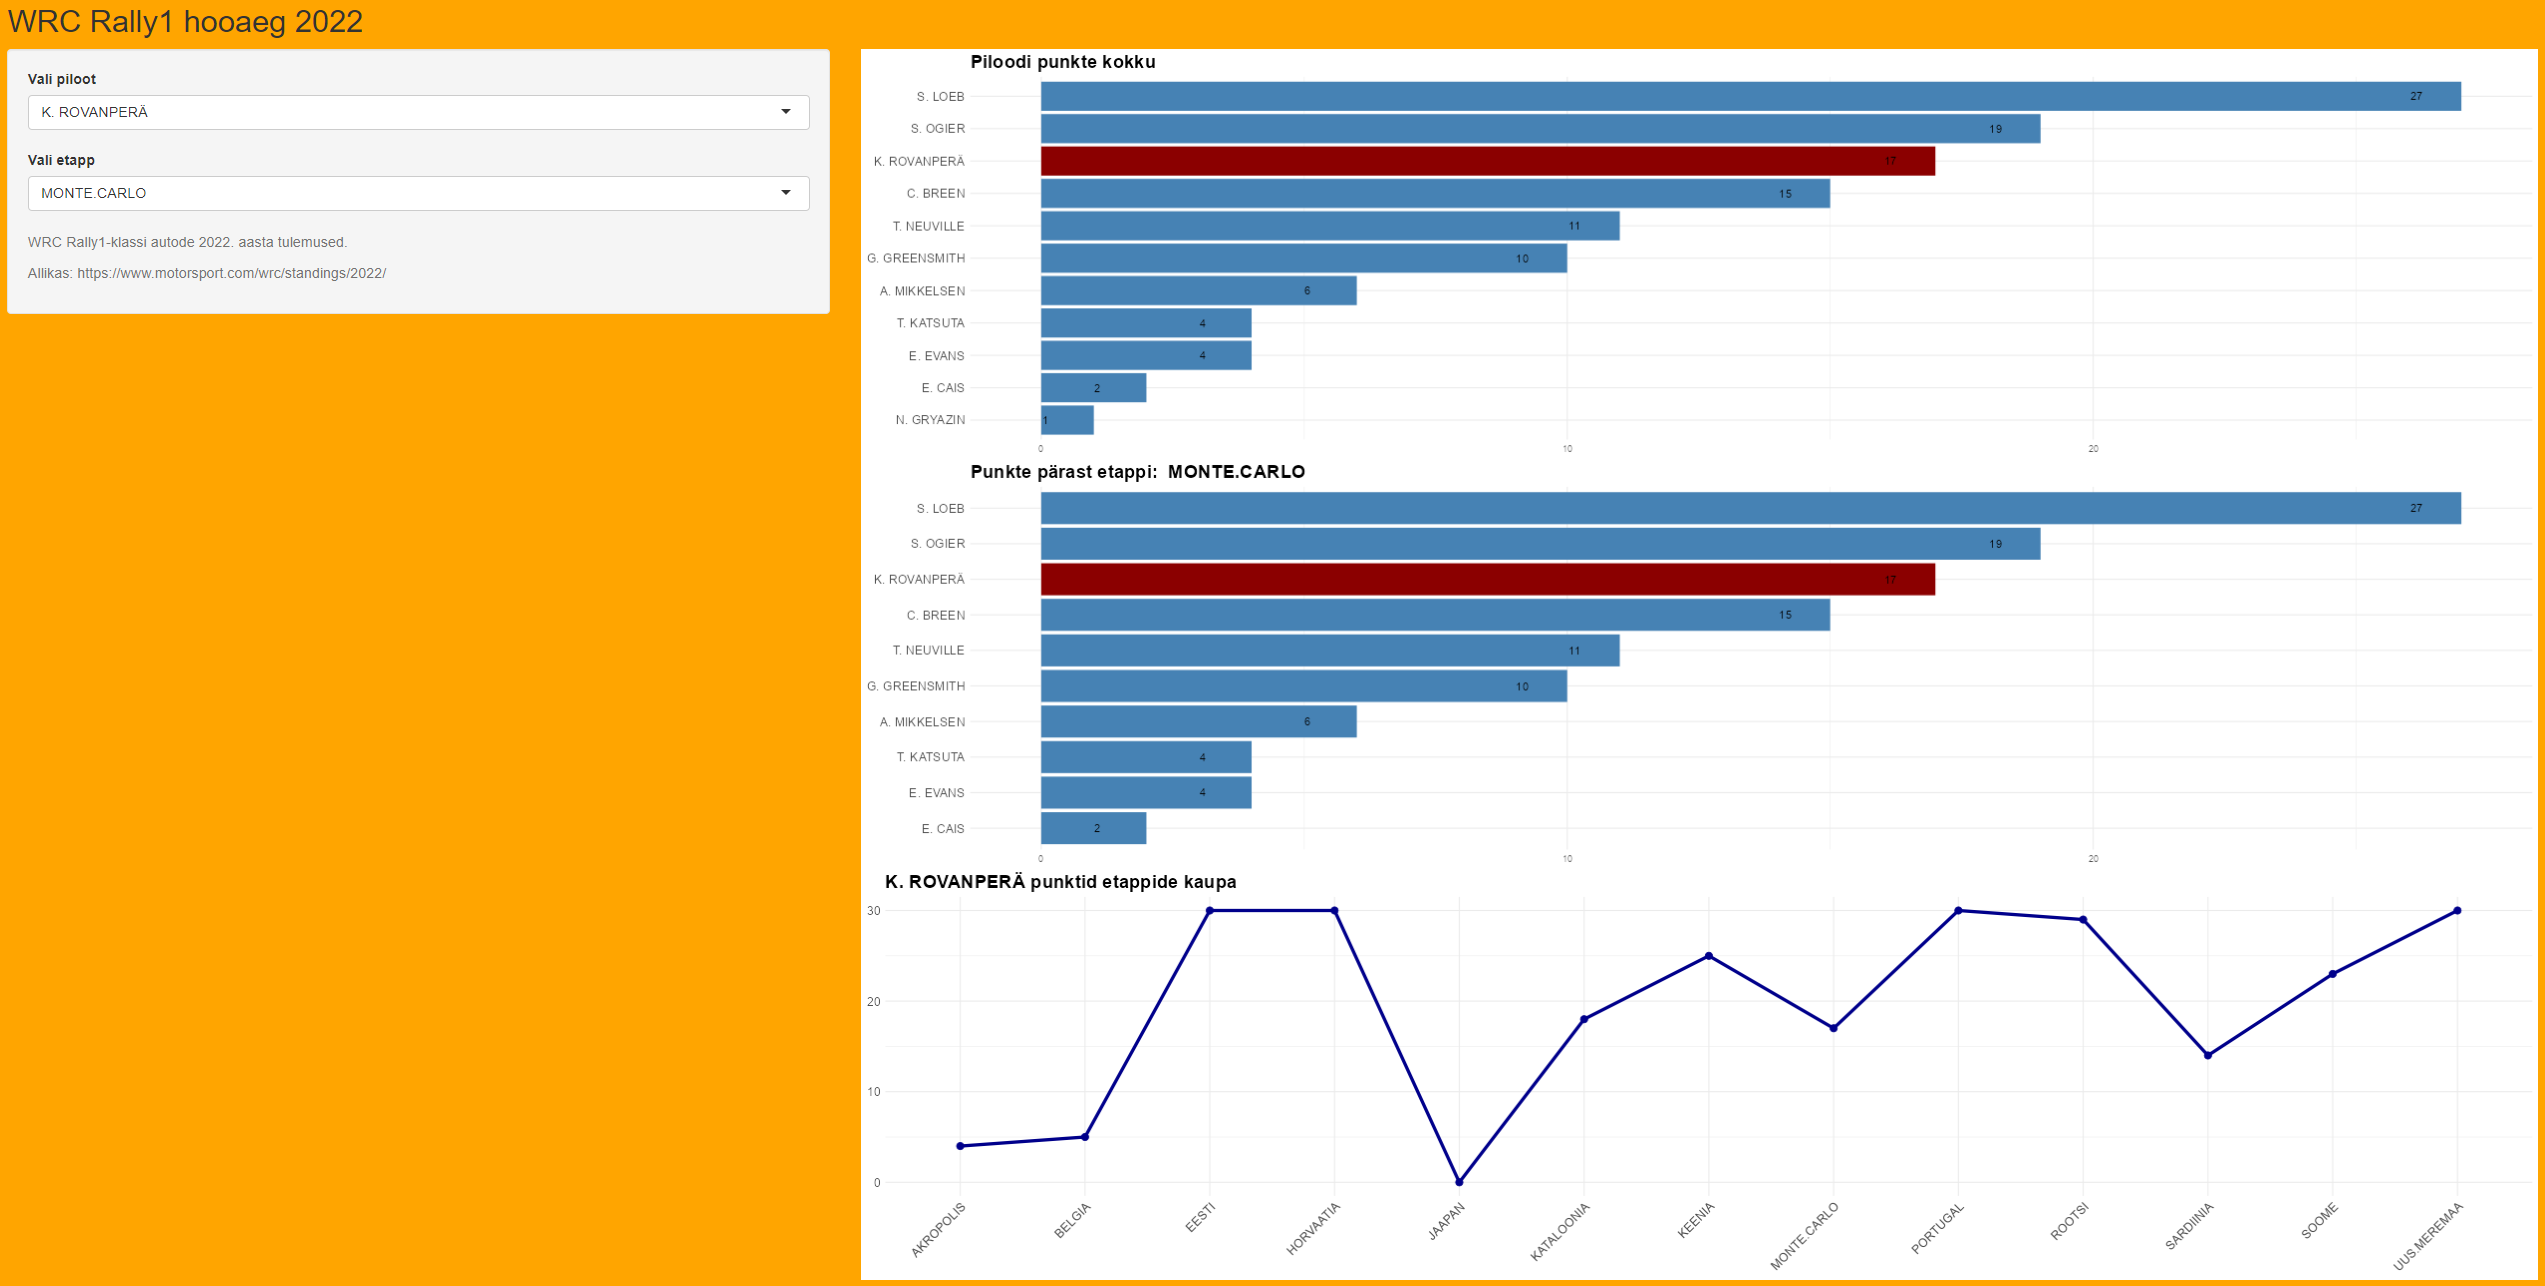 WRC Rally1 hooaeg 2022
Vali piloot
K. ROVANPERÄ
Vali etapp
MONTE.CARLO
WRC Rally1-klassi autode 2022. aasta tulemused.
Allikas: https://www.motorsport.com/wrc/standings/2022/
Piloodi punkte kokku
S. LOEB 27
S. OGIER 19
K. ROVANPERÄ 17
C. BREEN 15
T. NEUVILLE 11
G. GREENSMITH 10
A. MIKKELSEN 6
T. KATSUTA 4
E. EVANS 4
E. CAIS 2
N. GRYAZIN 1
0 10 20
Punkte pärast etappi: MONTE.CARLO
S. LOEB 27
S. OGIER 19
K. ROVANPERÄ 17
C. BREEN 15
T. NEUVILLE 11
G. GREENSMITH 10
A. MIKKELSEN 6
T. KATSUTA 4
E. EVANS 4
E. CAIS 2
0 10 20
K. ROVANPERÄ punktid etappide kaupa
30
20
10
0
AKROPOLIS BELGIA EESTI HORVAATIA JAAPAN KATALOONIA KEENIA MONTE.CARLO PORTUGAL ROOTSI SARDIINIA SOOME UUS.MEREMAA